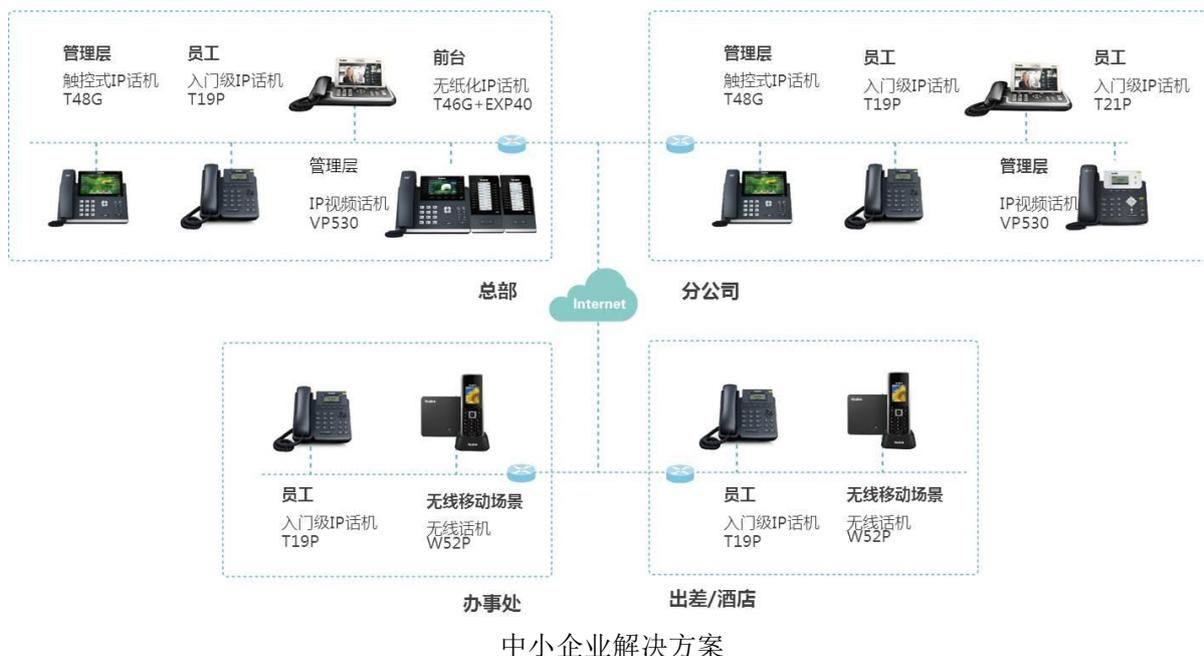 管理层
触控式IP话机
T48G
员工
入门级IP话机
T19P
前台
无纸化IP话机
T46G+EXP40
管理层
IP视频话机
VP530
总部
管理层
触控式IP话机
T48G
员工
入门级IP话机
T19P
员工
入门级IP话机
T21P
管理层
IP视频话机
VP530
分公司
Internet
员工
入门级IP话机
T19P
无线移动场景
无线话机
W52P
办事处
员工
入门级IP话机
T19P
无线移动场景
无线话机
W52P
出差/酒店
中小企业解决方案